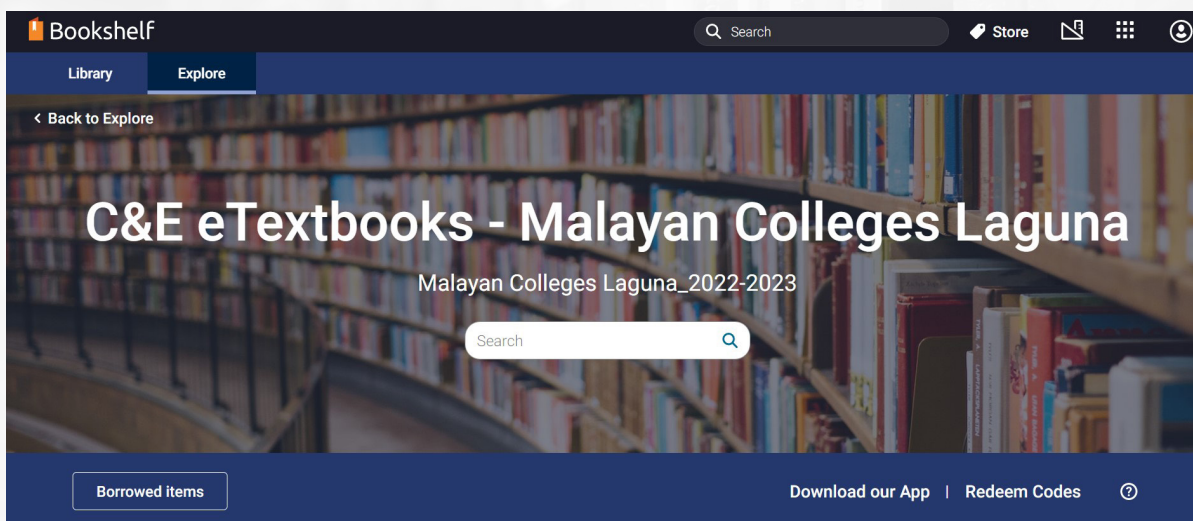 Bookshelf
Search
Store
Library
Explore
< Back to Explore
C&E eTextbooks - Malayan Colleges Laguna
Malayan Colleges Laguna_2022-2023
Search
Borrowed items
Download our App | Redeem Codes ?